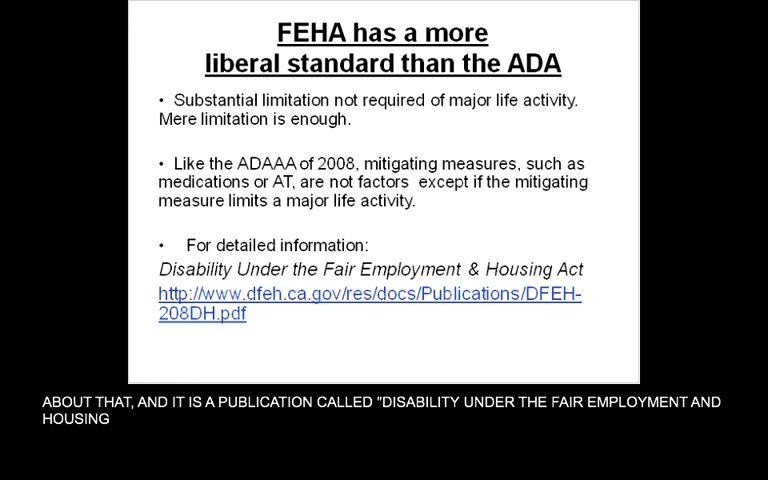 FEHA has a more
liberal standard than the ADA
• Substantial limitation not required of major life activity.
Mere limitation is enough.
• Like the ADAAA of 2008, mitigating measures, such as
medications or AT, are not factors except if the mitigating
measure limits a major life activity.
• For detailed information:
Disability Under the Fair Employment & Housing Act
http://www.dfeh.ca.gov/res/docs/Publications/DFEH-
208DH.pdf
ABOUT THAT, AND IT IS A PUBLICATION CALLED "DISABILITY UNDER THE FAIR EMPLOYMENT AND
HOUSING